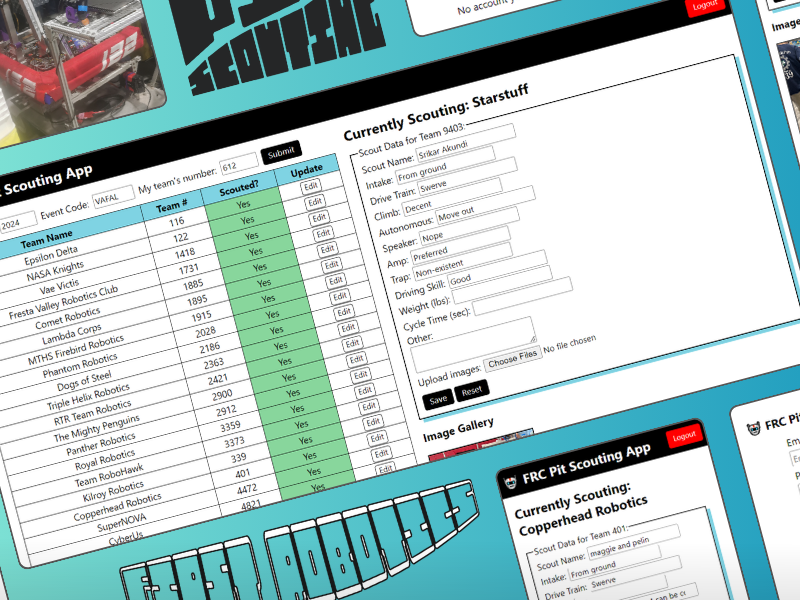 SCOUTING
No account y
Logout
Image
133
t Scouting App
2024 Event Code: VAFAL My team's number: 612 Submit
Team Name Team # Scouted? Update
Epsilon Delta 116 Yes Edit
NASA Knights 122 Yes Edit
Vae Victis 1418 Yes Edit
Fresta Valley Robotics Club 1731 Yes Edit
Comet Robotics 1885 Yes Edit
Lambda Corps 1895 Yes Edit
MTHS Firebird Robotics 1915 Yes Edit
Phantom Robotics 2028 Yes Edit
Dogs of Steel 2186 Yes Edit
Triple Helix Robotics 2363 Yes Edit
RTR Team Robotics 2421 Yes Edit
The Mighty Penguins 2900 Yes Edit
Panther Robotics 2912 Yes Edit
Royal Robotics 3359 Yes Edit
Team RoboHawk 3373 Yes Edit
Kilroy Robotics 339 Yes Edit
Copperhead Robotics 401 Yes Edit
SuperNOVA 4472 Yes Edit
CyberUs 4821 Yes Edit
Currently Scouting: Starstuff
Scout Data for Team 9403:
Scout Name: Srikar Akundi
Intake: From ground
Drive Train: Swerve
Climb: Decent
Autonomous: Move out
Speaker: Nope
Amp: Preferred
Trap: Non-existent
Driving Skill: Good
Weight (lbs):
Cycle Time (sec):
Other:
Upload images: Choose Files No file chosen
Save Reset
Image Gallery
FRC Pit Scouting App Logout
Currently Scouting:
Copperhead Robotics
Scout Data for Team 401:
Scout Name: maggie and pelin
Intake: From ground
Drive Train: Swerve
FRC Pi
Em
ROBOTICS